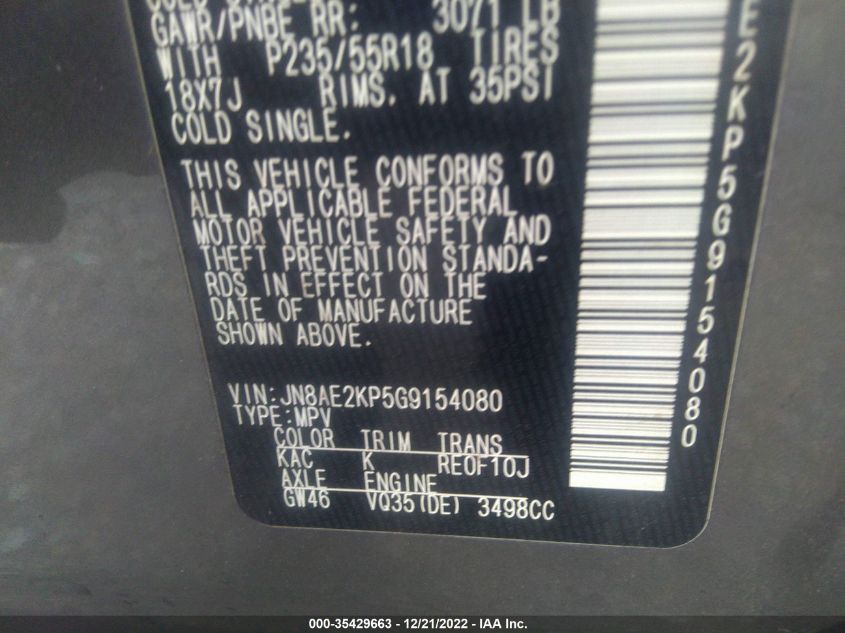 GAWR/PNBE RR: 3071 LB
WITH P235/55R18 TIRES
18X7J RIMS. AT 35PSI
COLD SINGLE.
THIS VEHICLE CONFORMS TO
ALL APPLICABLE FEDERAL
MOTOR VEHICLE SAFETY AND
THEFT PREVENTION STANDA-
RDS IN EFFECT ON THE
DATE OF MANUFACTURE
SHOWN ABOVE.
VIN:JN8AE2KP5G9154080
TYPE:MPV
COLOR TRIM TRANS
KAC K RE0F10J
AXLE ENGINE
GW46 VQ35(DE) 3498CC
E2KP5G9154080
000-35429663 - 12/21/2022 - IAA Inc.